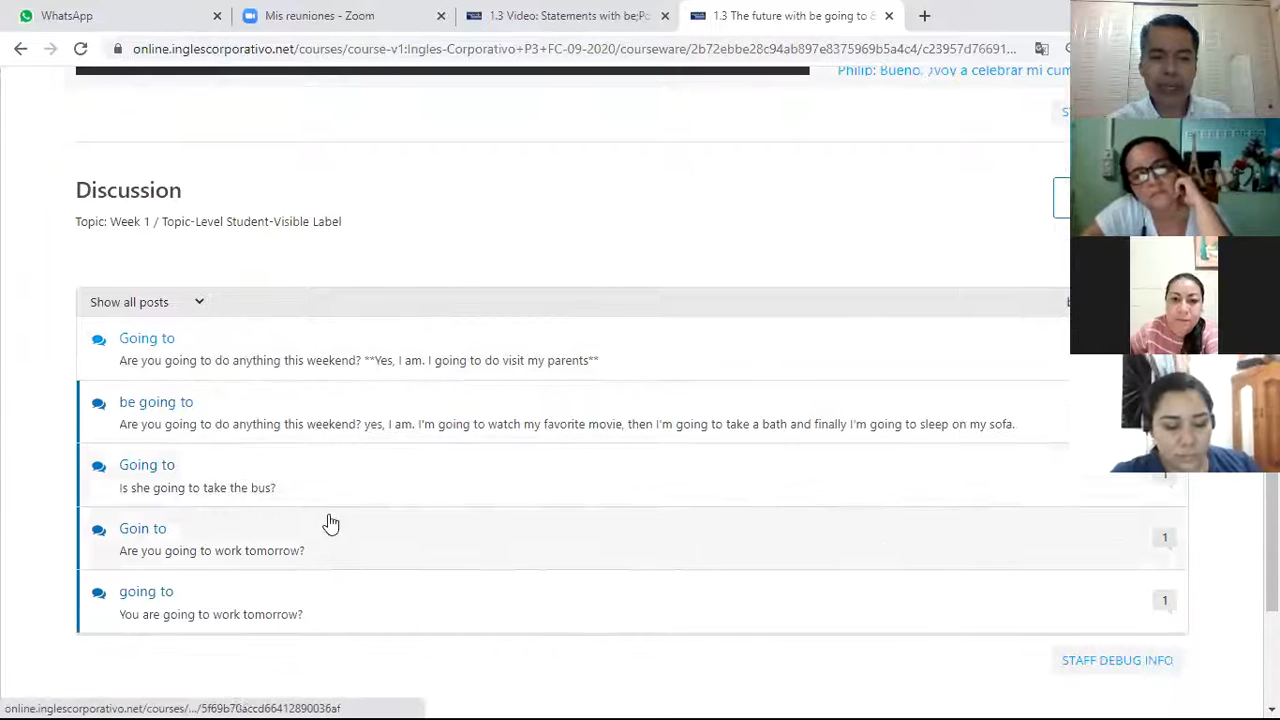 WhatsApp
Mis reuniones - Zoom
1.3 Video: Statements with be;Po
1.3 The future with be going to
online.inglescorporativo.net/courses/course-v1:Ingles-Corporativo+P3+FC-09-2020/courseware/2b72ebbe28c94ab897e8375969b5a4c4/c23957d76691...
Philip: Bueno, ¡voy a celebrar mi cum
Discussion
Topic: Week 1 / Topic-Level Student-Visible Label
Show all posts
Going to
Are you going to do anything this weekend? **Yes, I am. I going to do visit my parents**
be going to
Are you going to do anything this weekend? yes, I am. I'm going to watch my favorite movie, then I'm going to take a bath and finally I'm going to sleep on my sofa.
Going to
Is she going to take the bus?
1
Goin to
Are you going to work tomorrow?
1
going to
You are going to work tomorrow?
1
STAFF DEBUG INFO
online.inglescorporativo.net/courses/.../5f69b70accd66412890036af